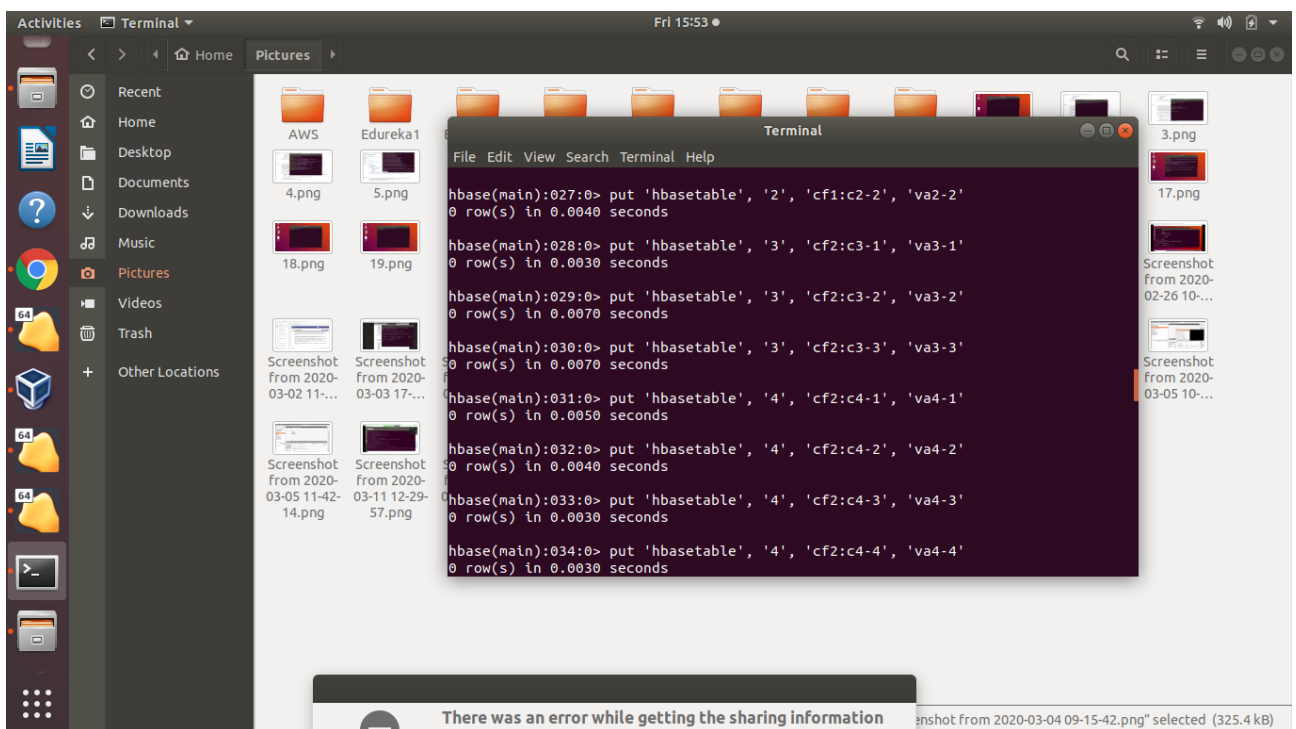 Activities Terminal Fri 15:53
Home Pictures
Recent
Home
Desktop
Documents
Downloads
Music
Pictures
Videos
Trash
+ Other Locations
AWS Edureka1 3.png
4.png 5.png 17.png
18.png 19.png
Screenshot from 2020-02-26 10-...
Screenshot from 2020-03-02 11-...
Screenshot from 2020-03-03 17-...
Screenshot from 2020-03-05 10-...
Screenshot from 2020-03-05 11-42-14.png
Screenshot from 2020-03-11 12-29-57.png
64
64
64
Terminal
File Edit View Search Terminal Help
hbase(main):027:0> put 'hbasetable', '2', 'cf1:c2-2', 'va2-2'
0 row(s) in 0.0040 seconds
hbase(main):028:0> put 'hbasetable', '3', 'cf2:c3-1', 'va3-1'
0 row(s) in 0.0030 seconds
hbase(main):029:0> put 'hbasetable', '3', 'cf2:c3-2', 'va3-2'
0 row(s) in 0.0070 seconds
hbase(main):030:0> put 'hbasetable', '3', 'cf2:c3-3', 'va3-3'
0 row(s) in 0.0070 seconds
hbase(main):031:0> put 'hbasetable', '4', 'cf2:c4-1', 'va4-1'
0 row(s) in 0.0050 seconds
hbase(main):032:0> put 'hbasetable', '4', 'cf2:c4-2', 'va4-2'
0 row(s) in 0.0040 seconds
hbase(main):033:0> put 'hbasetable', '4', 'cf2:c4-3', 'va4-3'
0 row(s) in 0.0030 seconds
hbase(main):034:0> put 'hbasetable', '4', 'cf2:c4-4', 'va4-4'
0 row(s) in 0.0030 seconds
There was an error while getting the sharing information
enshot from 2020-03-04 09-15-42.png" selected (325.4 kB)